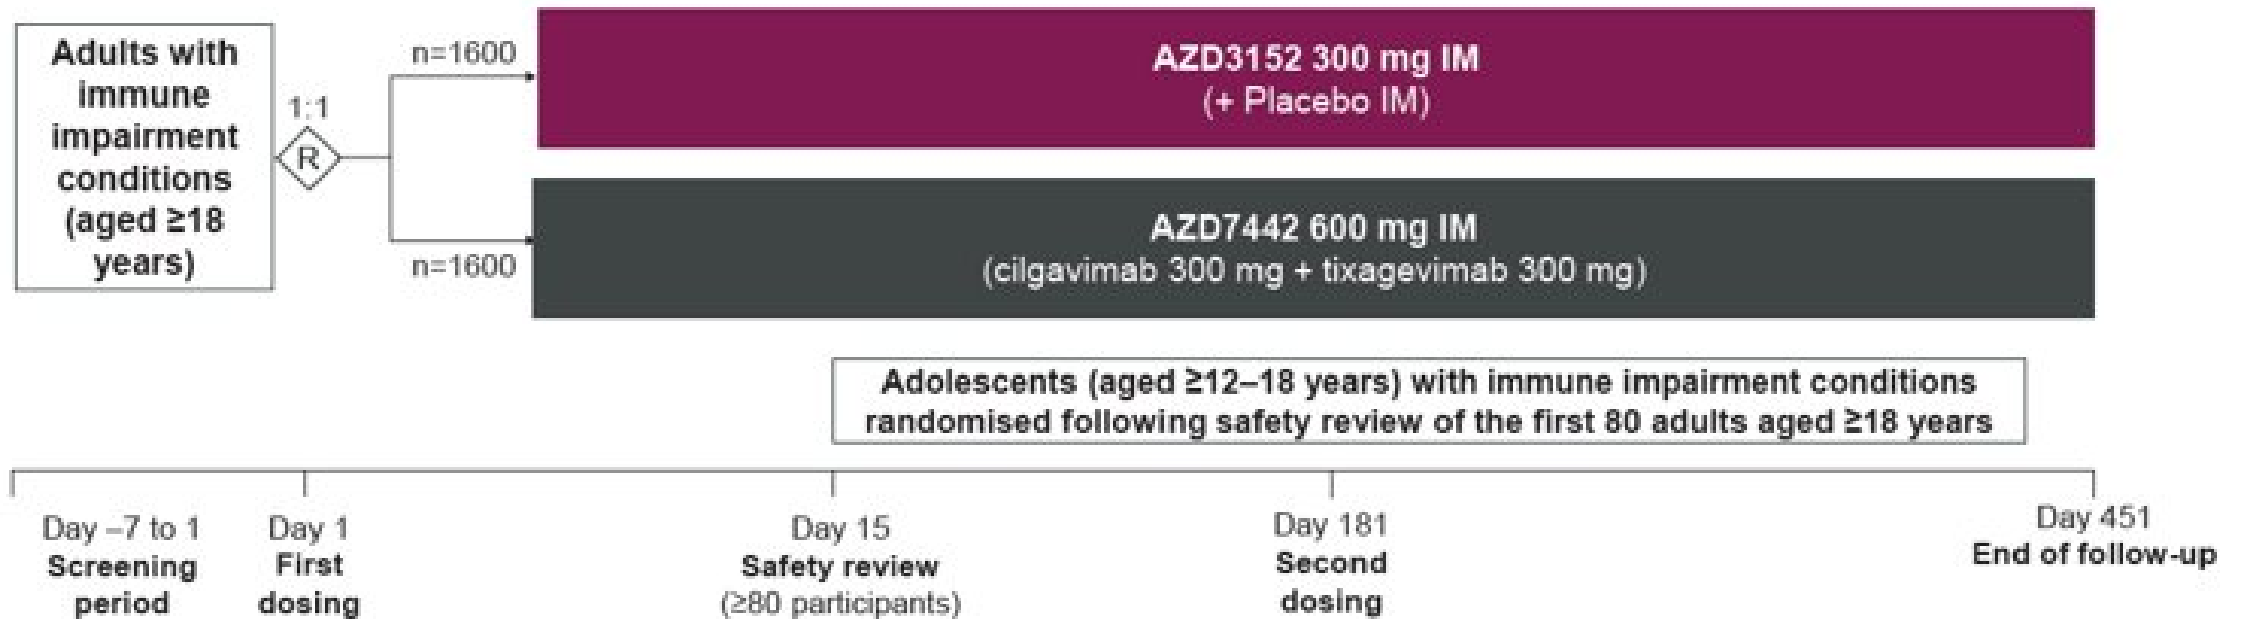 Adults with
immune
impairment
conditions
(aged ≥18
years)
1:1
R
n=1600
n=1600
AZD3152 300 mg IM
(+ Placebo IM)
AZD7442 600 mg IM
(cilgavimab 300 mg + tixagevimab 300 mg)
Adolescents (aged ≥12–18 years) with immune impairment conditions
randomised following safety review of the first 80 adults aged ≥18 years
Day –7 to 1
Screening
period
Day 1
First
dosing
Day 15
Safety review
(≥80 participants)
Day 181
Second
dosing
Day 451
End of follow-up